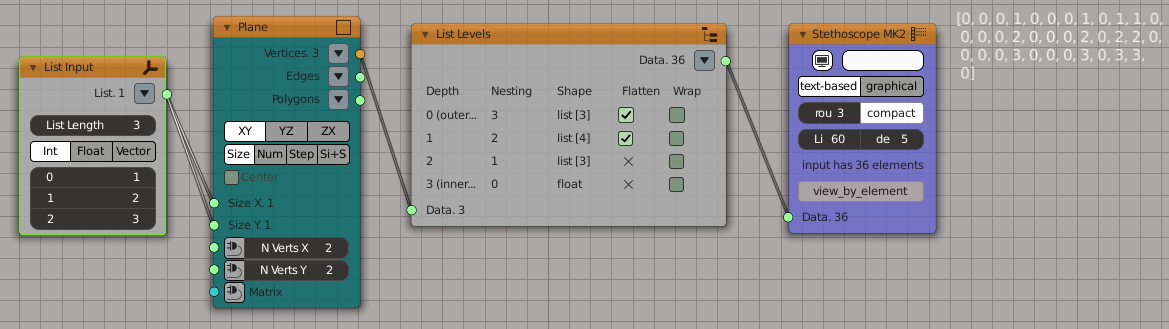 List Input
List. 1
List Length 3
Int Float Vector
0 1
1 2
2 3
Plane
Vertices. 3
Edges
Polygons
XY YZ ZX
Size Num Step Si+S
Center
Size X. 1
Size Y. 1
N Verts X 2
N Verts Y 2
Matrix
List Levels
Data. 36
Depth Nesting Shape Flatten Wrap
0 (outer... 3 list [3]
1 2 list [4]
2 1 list [3]
3 (inner... 0 float
Data. 3
Stethoscope MK2
text-based graphical
rou 3 compact
Li 60 de 5
input has 36 elements
view_by_element
Data. 36
[0, 0, 0, 1, 0, 0, 0, 1, 0, 1, 1, 0,
0, 0, 0, 2, 0, 0, 0, 2, 0, 2, 2, 0,
0, 0, 0, 3, 0, 0, 0, 3, 0, 3, 3,
0]